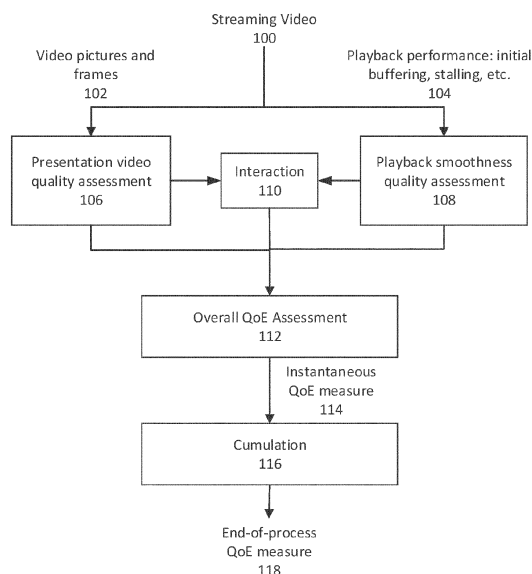 Streaming Video
100
Video pictures and
frames
102
Playback performance: initial
buffering, stalling, etc.
104
Presentation video
quality assessment
106
Interaction
110
Playback smoothness
quality assessment
108
Overall QoE Assessment
112
Instantaneous
QoE measure
114
Cumulation
116
End-of-process
QoE measure
118